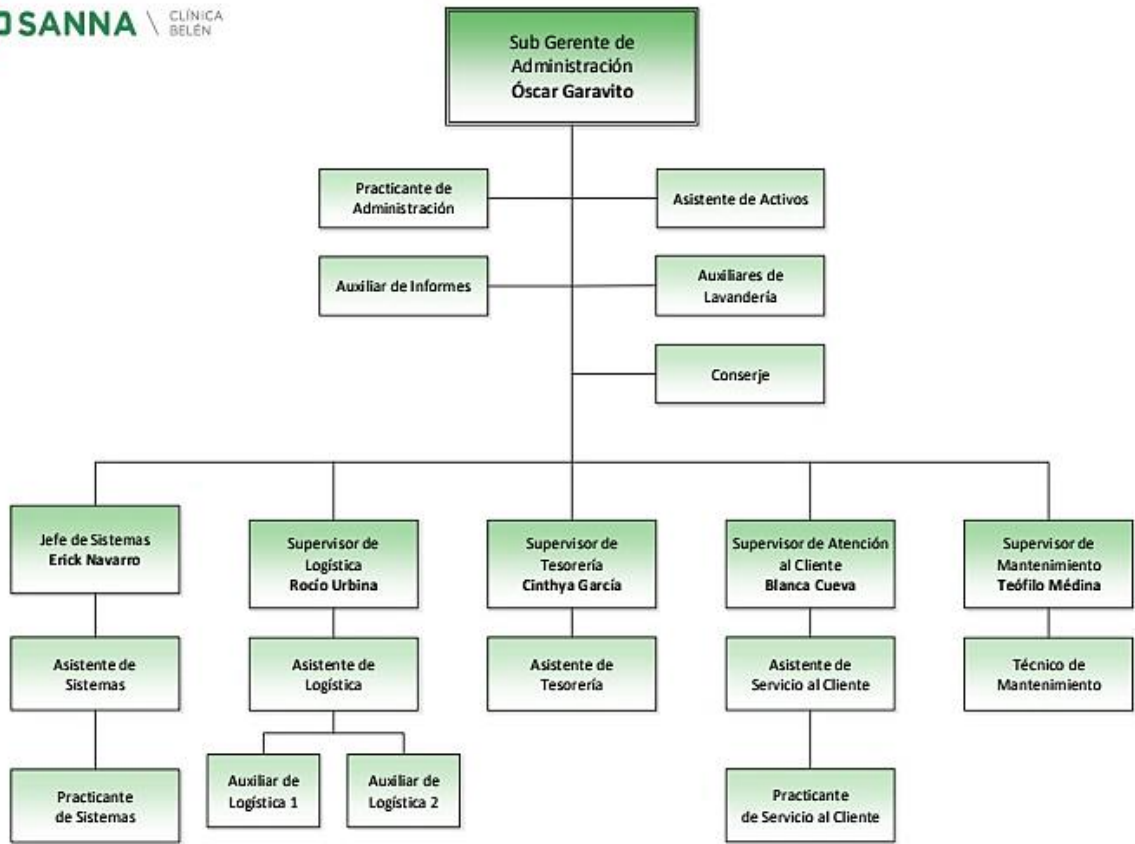 SANNA \ CLÍNICA
BELÉN
Sub Gerente de
Administración
Óscar Garavito
Practicante de
Administración
Asistente de Activos
Auxiliar de Informes
Auxiliares de
Lavandería
Conserje
Jefe de Sistemas
Erick Navarro
Supervisor de
Logística
Rocío Urbina
Supervisor de
Tesorería
Cinthya García
Supervisor de Atención
al Cliente
Blanca Cueva
Supervisor de
Mantenimiento
Teófilo Médina
Asistente de
Sistemas
Asistente de
Logística
Asistente de
Tesorería
Asistente de
Servicio al Cliente
Técnico de
Mantenimiento
Practicante
de Sistemas
Auxiliar de
Logística 1
Auxiliar de
Logística 2
Practicante
de Servicio al Cliente